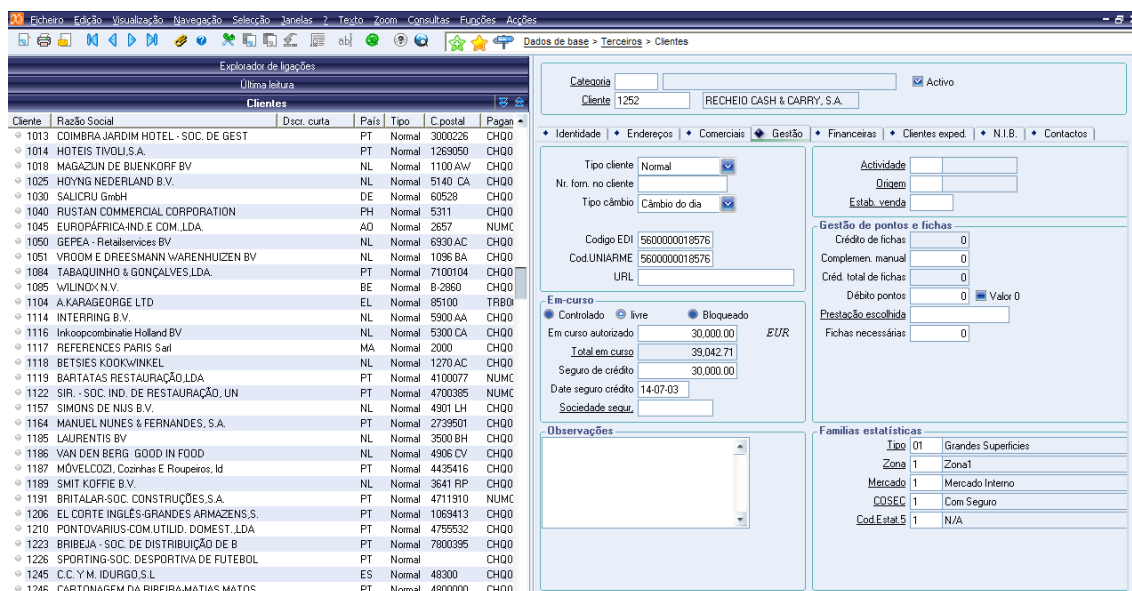 Ficheiro Edição Visualização Navegação Selecção Janelas ? Texto Zoom Consultas Funções Acções
Dados de base > Terceiros > Clientes
Explorador de ligações
Última leitura
Clientes
Cliente Razão Social Dscr. curta País Tipo C.postal Pagan
1013 COIMBRA JARDIM HOTEL - SOC. DE GEST PT Normal 3000226 CHQ0
1014 HOTEIS TIVOLI,S.A. PT Normal 1269050 CHQ0
1018 MAGAZIJN DE BIJENKORF BV NL Normal 1100 AW CHQ0
1025 HOYNG NEDERLAND B.V. NL Normal 5140 CA CHQ0
1030 SALICRU GmbH DE Normal 60528 CHQ0
1040 RUSTAN COMMERCIAL CORPORATION PH Normal 5311 CHQ0
1045 EUROPÁFRICA-IND.E COM.,LDA. AO Normal 2657 NUMC
1050 GEPEA - Retailservices BV NL Normal 6930 AC CHQ0
1051 VROOM E DREESMANN WARENHUIZEN BV NL Normal 1096 BA CHQ0
1084 TABAQUINHO & GONÇALVES,LDA. PT Normal 7100104 CHQ0
1085 WILINOX N.V. BE Normal B-2860 CHQ0
1104 A.KARAGEORGE LTD EL Normal 85100 TRB0
1114 INTERRING B.V. NL Normal 5900 AA CHQ0
1116 Inkoopcombinatie Holland BV NL Normal 5300 CA CHQ0
1117 REFERENCES PARIS Sarl MA Normal 2000 CHQ0
1118 BETSIES KOOKWINKEL NL Normal 1270 AC CHQ0
1119 BARTATAS RESTAURAÇÃO,LDA PT Normal 4100077 NUMC
1122 SIR. - SOC. IND. DE RESTAURAÇÃO, UN PT Normal 4700385 NUMC
1157 SIMONS DE NIJS B.V. NL Normal 4901 LH CHQ0
1164 MANUEL NUNES & FERNANDES, S.A. PT Normal 2739501 CHQ0
1185 LAURENTIS BV NL Normal 3500 BH CHQ0
1186 VAN DEN BERG GOOD IN FOOD NL Normal 4906 CV CHQ0
1187 MÓVELCOZI, Cozinhas E Roupeiros, ld PT Normal 4435416 CHQ0
1189 SMIT KOFFIE B.V. NL Normal 3641 RP CHQ0
1191 BRITALAR-SOC. CONSTRUÇÕES,S.A. PT Normal 4711910 NUMC
1206 EL CORTE INGLÊS-GRANDES ARMAZENS,S. PT Normal 1069413 CHQ0
1210 PONTOVARIUS-COM.UTILID. DOMEST.,LDA PT Normal 4755532 CHQ0
1223 BRIBEJA - SOC. DE DISTRIBUIÇÃO DE B PT Normal 7800395 CHQ0
1226 SPORTING-SOC. DESPORTIVA DE FUTEBOL PT Normal CHQ0
1245 C.C. Y M. IDURGO,S.L ES Normal 48300 CHQ0
1246 CARTONAGEM DA RIBEIRA-MATIAS MATOS PT Normal 4800000 CHQ0
Categoria Activo
Cliente 1252 RECHEIO CASH & CARRY, S.A.
Identidade Endereços Comerciais Gestão Financeiras Clientes exped. N.I.B. Contactos
Tipo cliente Normal
Nr. forn. no cliente
Tipo câmbio Câmbio do dia
Codigo EDI 5600000018576
Cod.UNIARME 5600000018576
URL
Em-curso
Controlado livre Bloqueado
Em curso autorizado 30,000.00 EUR
Total em curso 39,042.71
Seguro de crédito 30,000.00
Date seguro crédito 14-07-03
Sociedade segur.
Observações
Actividade
Origem
Estab. venda
Gestão de pontos e fichas
Crédito de fichas 0
Complemen. manual 0
Créd. total de fichas 0
Débito pontos 0 Valor 0
Prestação escolhida
Fichas necessárias 0
Familias estatísticas
Tipo 01 Grandes Superficies
Zona 1 Zona1
Mercado 1 Mercado Interno
COSEC 1 Com Seguro
Cod.Estat.5 1 N/A